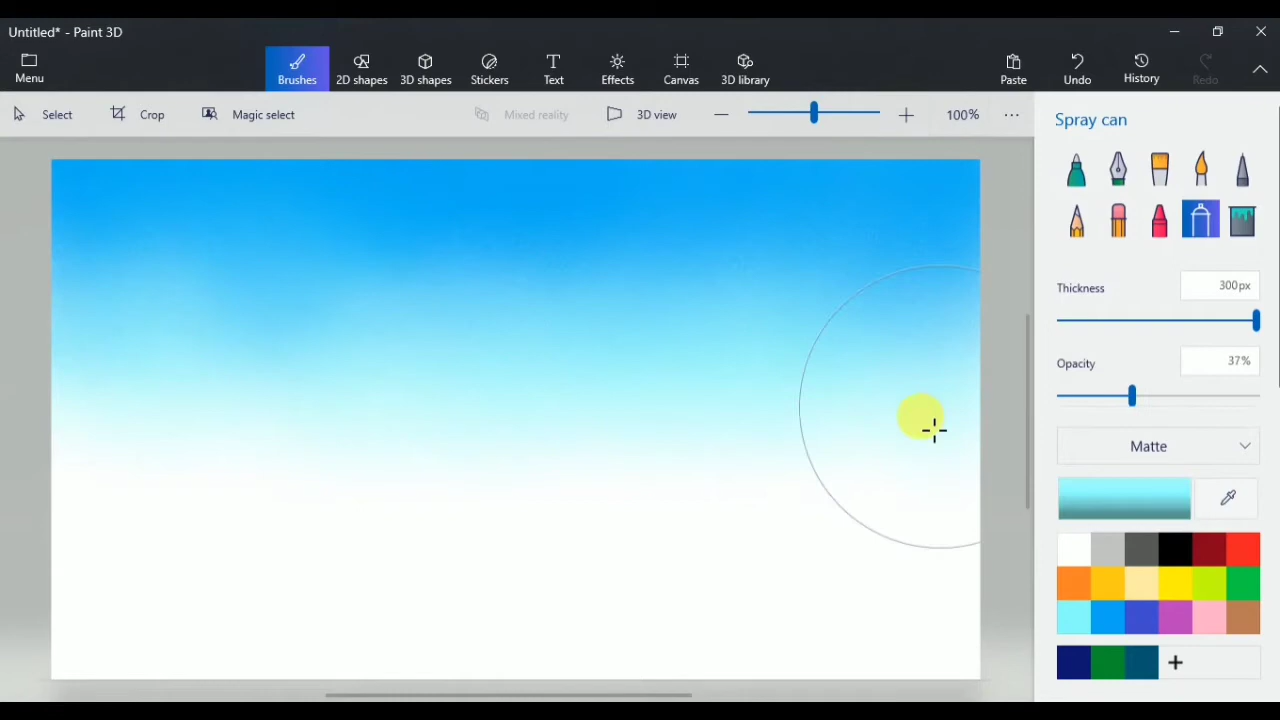 Untitled* - Paint 3D
Menu
Brushes
2D shapes
3D shapes
Stickers
Text
Effects
Canvas
3D library
Paste
Undo
History
Redo
Select
Crop
Magic select
Mixed reality
3D view
100%
Spray can
Thickness
300px
Opacity
37%
Matte